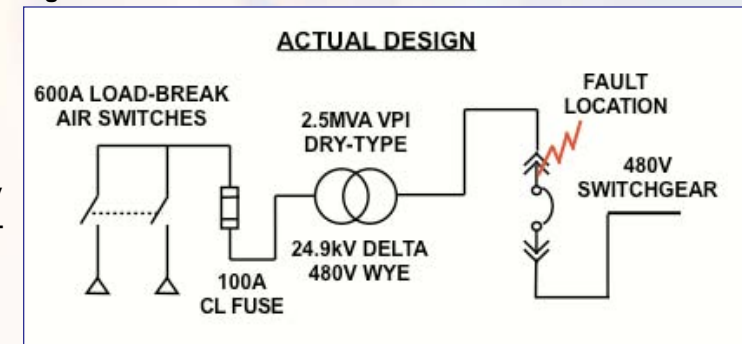 ACTUAL DESIGN
600A LOAD-BREAK
AIR SWITCHES
2.5MVA VPI
DRY-TYPE
FAULT
LOCATION
480V
SWITCHGEAR
24.9kV DELTA
480V WYE
100A
CL FUSE